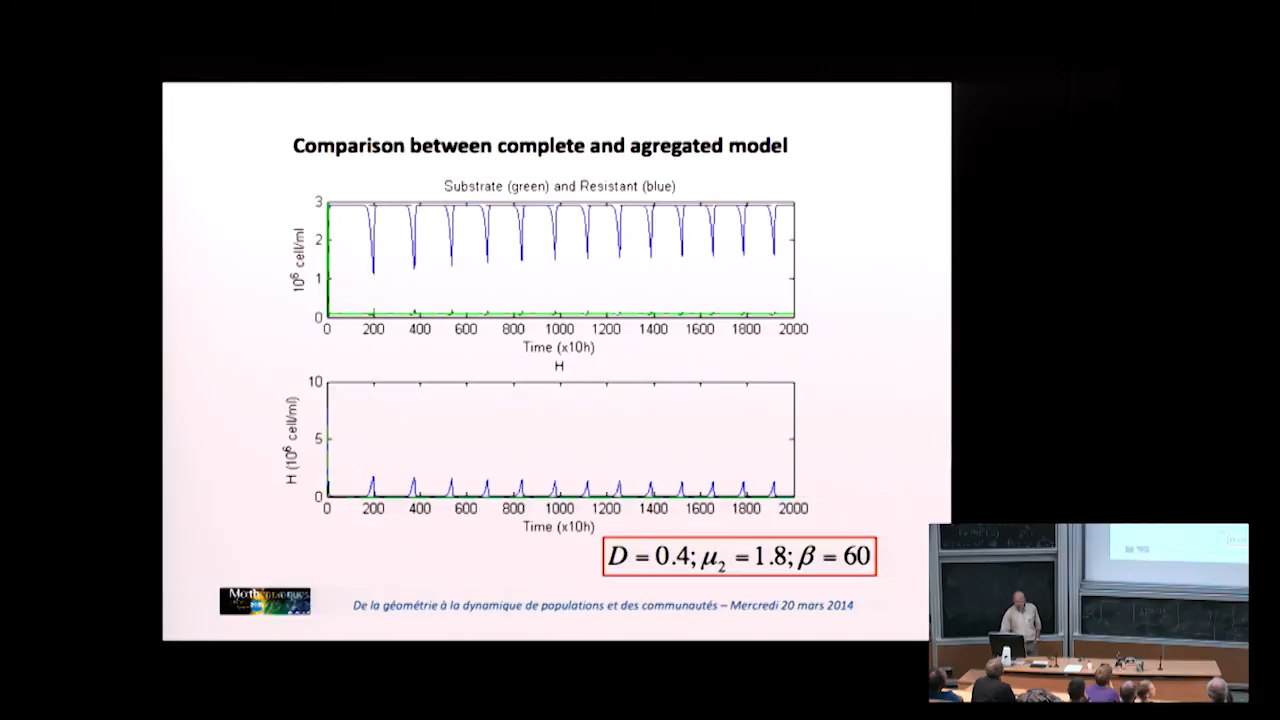 Comparison between complete and agregated model
Substrate (green) and Resistant (blue)
3
2
1
0
10⁶ cell/ml
0 200 400 600 800 1000 1200 1400 1600 1800 2000
Time (x10h)
H
10
5
0
H (10⁶ cell/ml)
0 200 400 600 800 1000 1200 1400 1600 1800 2000
Time (x10h)
D = 0.4; μ₂ = 1.8; β = 60
De la géométrie à la dynamique de populations et des communautés – Mercredi 20 mars 2014